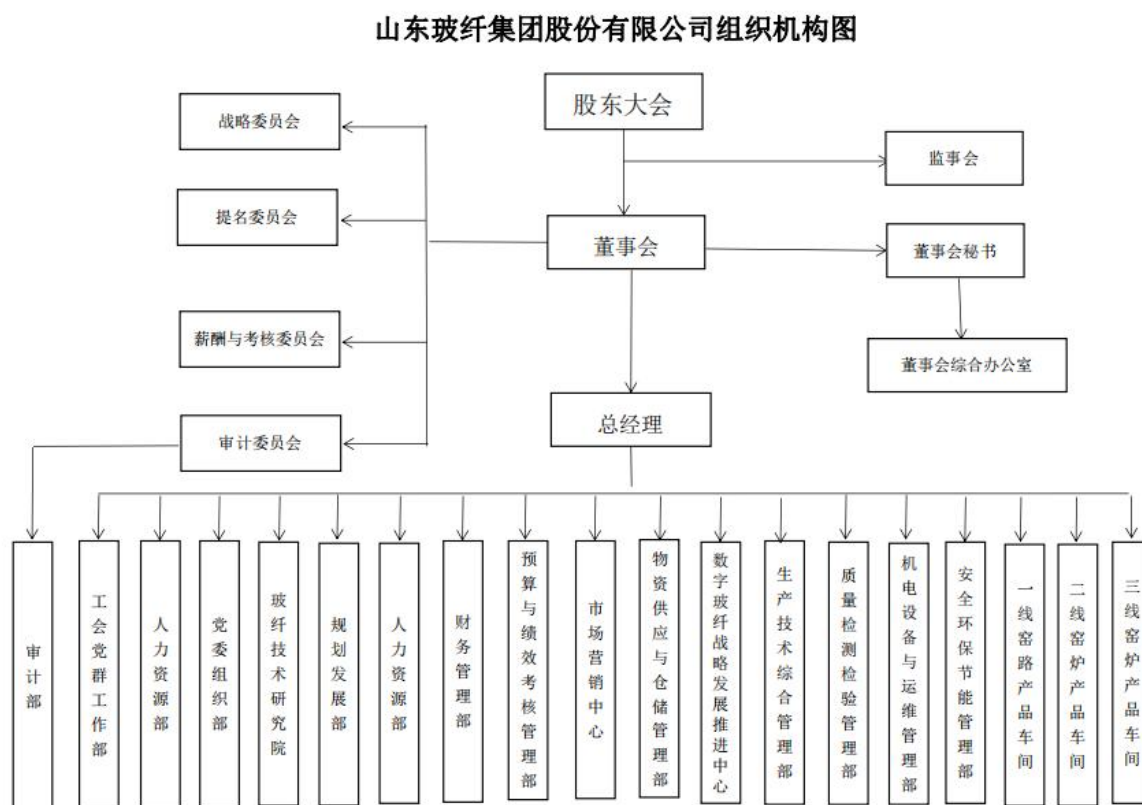 山东玻纤集团股份有限公司组织机构图
股东大会
战略委员会
监事会
提名委员会
董事会
董事会秘书
薪酬与考核委员会
董事会综合办公室
总经理
审计委员会
审计部
工会党群工作部
人力资源部
党委组织部
玻纤技术研究院
规划发展部
人力资源部
财务管理部
预算与绩效考核管理部
市场营销中心
物资供应与仓储管理部
数字玻纤战略发展推进中心
生产技术综合管理部
质量检测检验管理部
机电设备与运维管理部
安全环保节能管理部
一线窑路产品车间
二线窑炉产品车间
三线窑炉产品车间